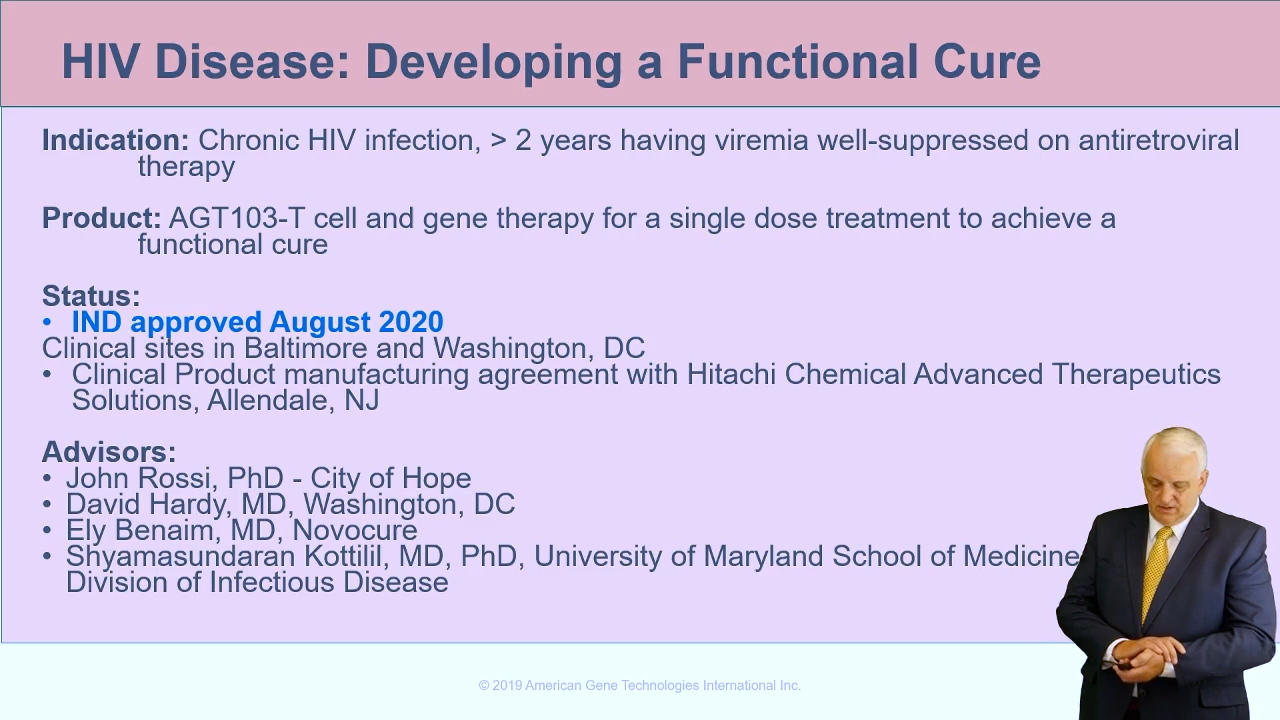 HIV Disease: Developing a Functional Cure
Indication: Chronic HIV infection, > 2 years having viremia well-suppressed on antiretroviral
therapy
Product: AGT103-T cell and gene therapy for a single dose treatment to achieve a
functional cure
Status:
• IND approved August 2020
Clinical sites in Baltimore and Washington, DC
• Clinical Product manufacturing agreement with Hitachi Chemical Advanced Therapeutics
Solutions, Allendale, NJ
Advisors:
• John Rossi, PhD - City of Hope
• David Hardy, MD, Washington, DC
• Ely Benaim, MD, Novocure
• Shyamasundaran Kottilil, MD, PhD, University of Maryland School of Medicine
Division of Infectious Disease
© 2019 American Gene Technologies International Inc.